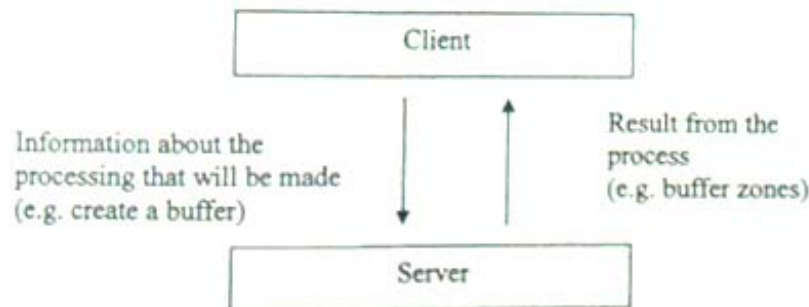 Client
Information about the
processing that will be made
(e.g. create a buffer)
Result from the
process
(e.g. buffer zones)
Server